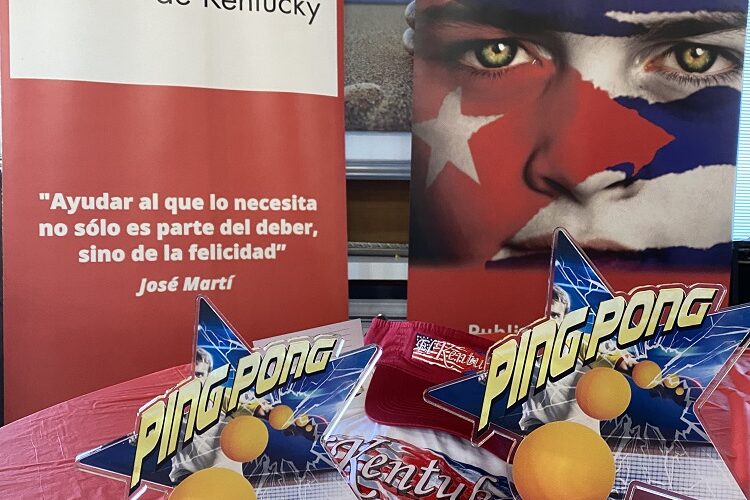 de Kentucky
"Ayudar al que lo necesita
no sólo es parte del deber,
sino de la felicidad"
José Martí
PING PONG
PING PONG
Kentu